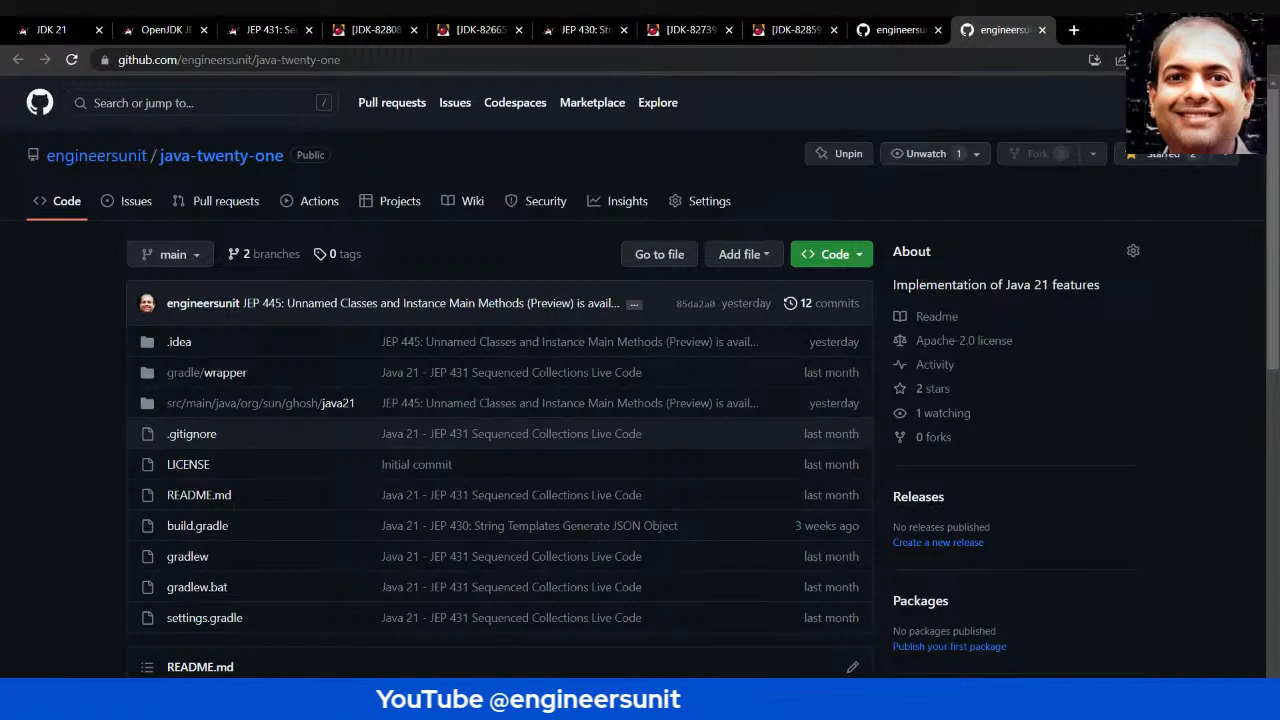 JDK 21
OpenJDK JD
JEP 431: Se
[JDK-82808
[JDK-82665
JEP 430: Str
[JDK-82739
[JDK-82859
engineersu
engineersu
github.com/engineersunit/java-twenty-one
Search or jump to...
/
Pull requests
Issues
Codespaces
Marketplace
Explore
engineersunit / java-twenty-one
Public
Unpin
Unwatch 1
Fork
Starred 2
Code
Issues
Pull requests
Actions
Projects
Wiki
Security
Insights
Settings
main
2 branches
0 tags
Go to file
Add file
Code
engineersunit JEP 445: Unnamed Classes and Instance Main Methods (Preview) is avail... ... 85da2a0 yesterday 12 commits
.idea JEP 445: Unnamed Classes and Instance Main Methods (Preview) is avail... yesterday
gradle/wrapper Java 21 - JEP 431 Sequenced Collections Live Code last month
src/main/java/org/sun/ghosh/java21 JEP 445: Unnamed Classes and Instance Main Methods (Preview) is avail... yesterday
.gitignore Java 21 - JEP 431 Sequenced Collections Live Code last month
LICENSE Initial commit last month
README.md Java 21 - JEP 431 Sequenced Collections Live Code last month
build.gradle Java 21 - JEP 430: String Templates Generate JSON Object 3 weeks ago
gradlew Java 21 - JEP 431 Sequenced Collections Live Code last month
gradlew.bat Java 21 - JEP 431 Sequenced Collections Live Code last month
settings.gradle Java 21 - JEP 431 Sequenced Collections Live Code last month
README.md
About
Implementation of Java 21 features
Readme
Apache-2.0 license
Activity
2 stars
1 watching
0 forks
Releases
No releases published
Create a new release
Packages
No packages published
Publish your first package
YouTube @engineersunit